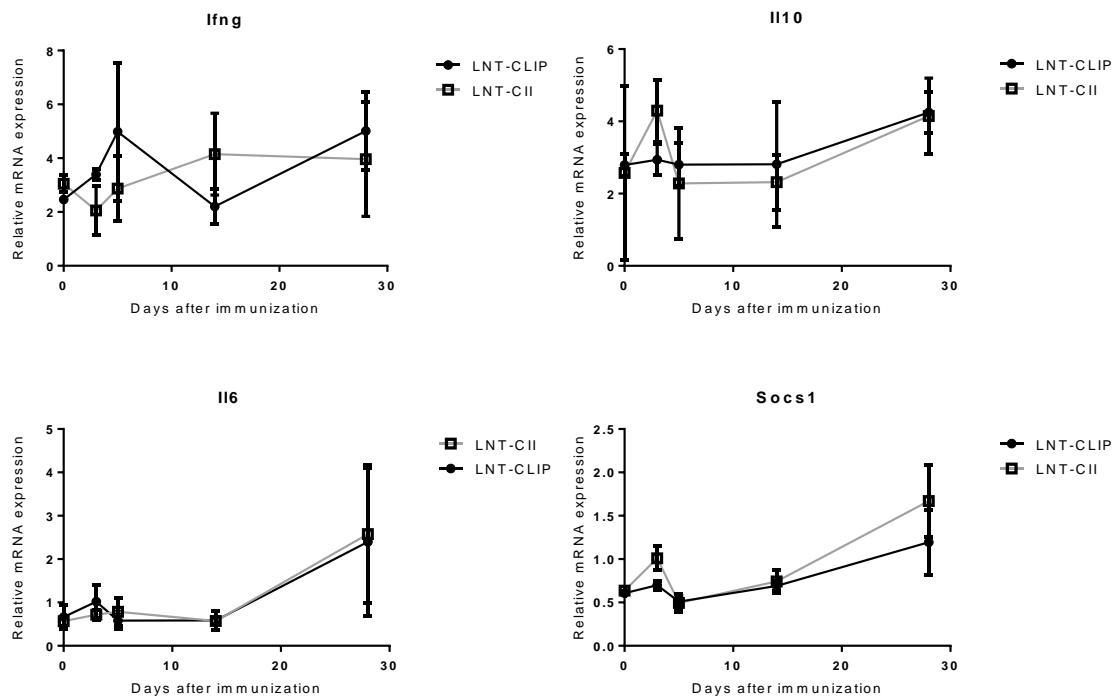 Ifng
Relative mRNA expression
8
6
4
2
0
0 10 20 30
Days after immunization
LNT-CLIP
LNT-CII
Il10
Relative mRNA expression
6
4
2
0
0 10 20 30
Days after immunization
LNT-CLIP
LNT-CII
Il6
Relative mRNA expression
5
4
3
2
1
0
0 10 20 30
Days after immunization
LNT-CII
LNT-CLIP
Socs1
Relative mRNA expression
2.5
2.0
1.5
1.0
0.5
0.0
0 10 20 30
Days after immunization
LNT-CLIP
LNT-CII